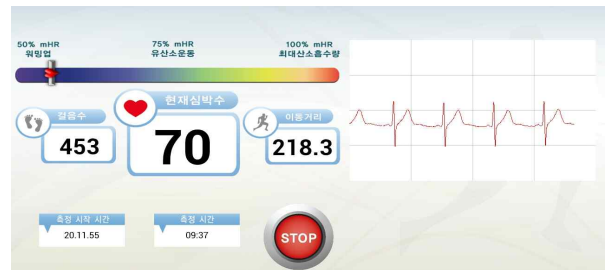 50% mHR
워밍업
75% mHR
유산소운동
100% mHR
최대산소흡수량
걸음수
453
현재심박수
70
이동거리
218.3
측정 시작 시간
20.11.55
측정 시간
09:37
STOP